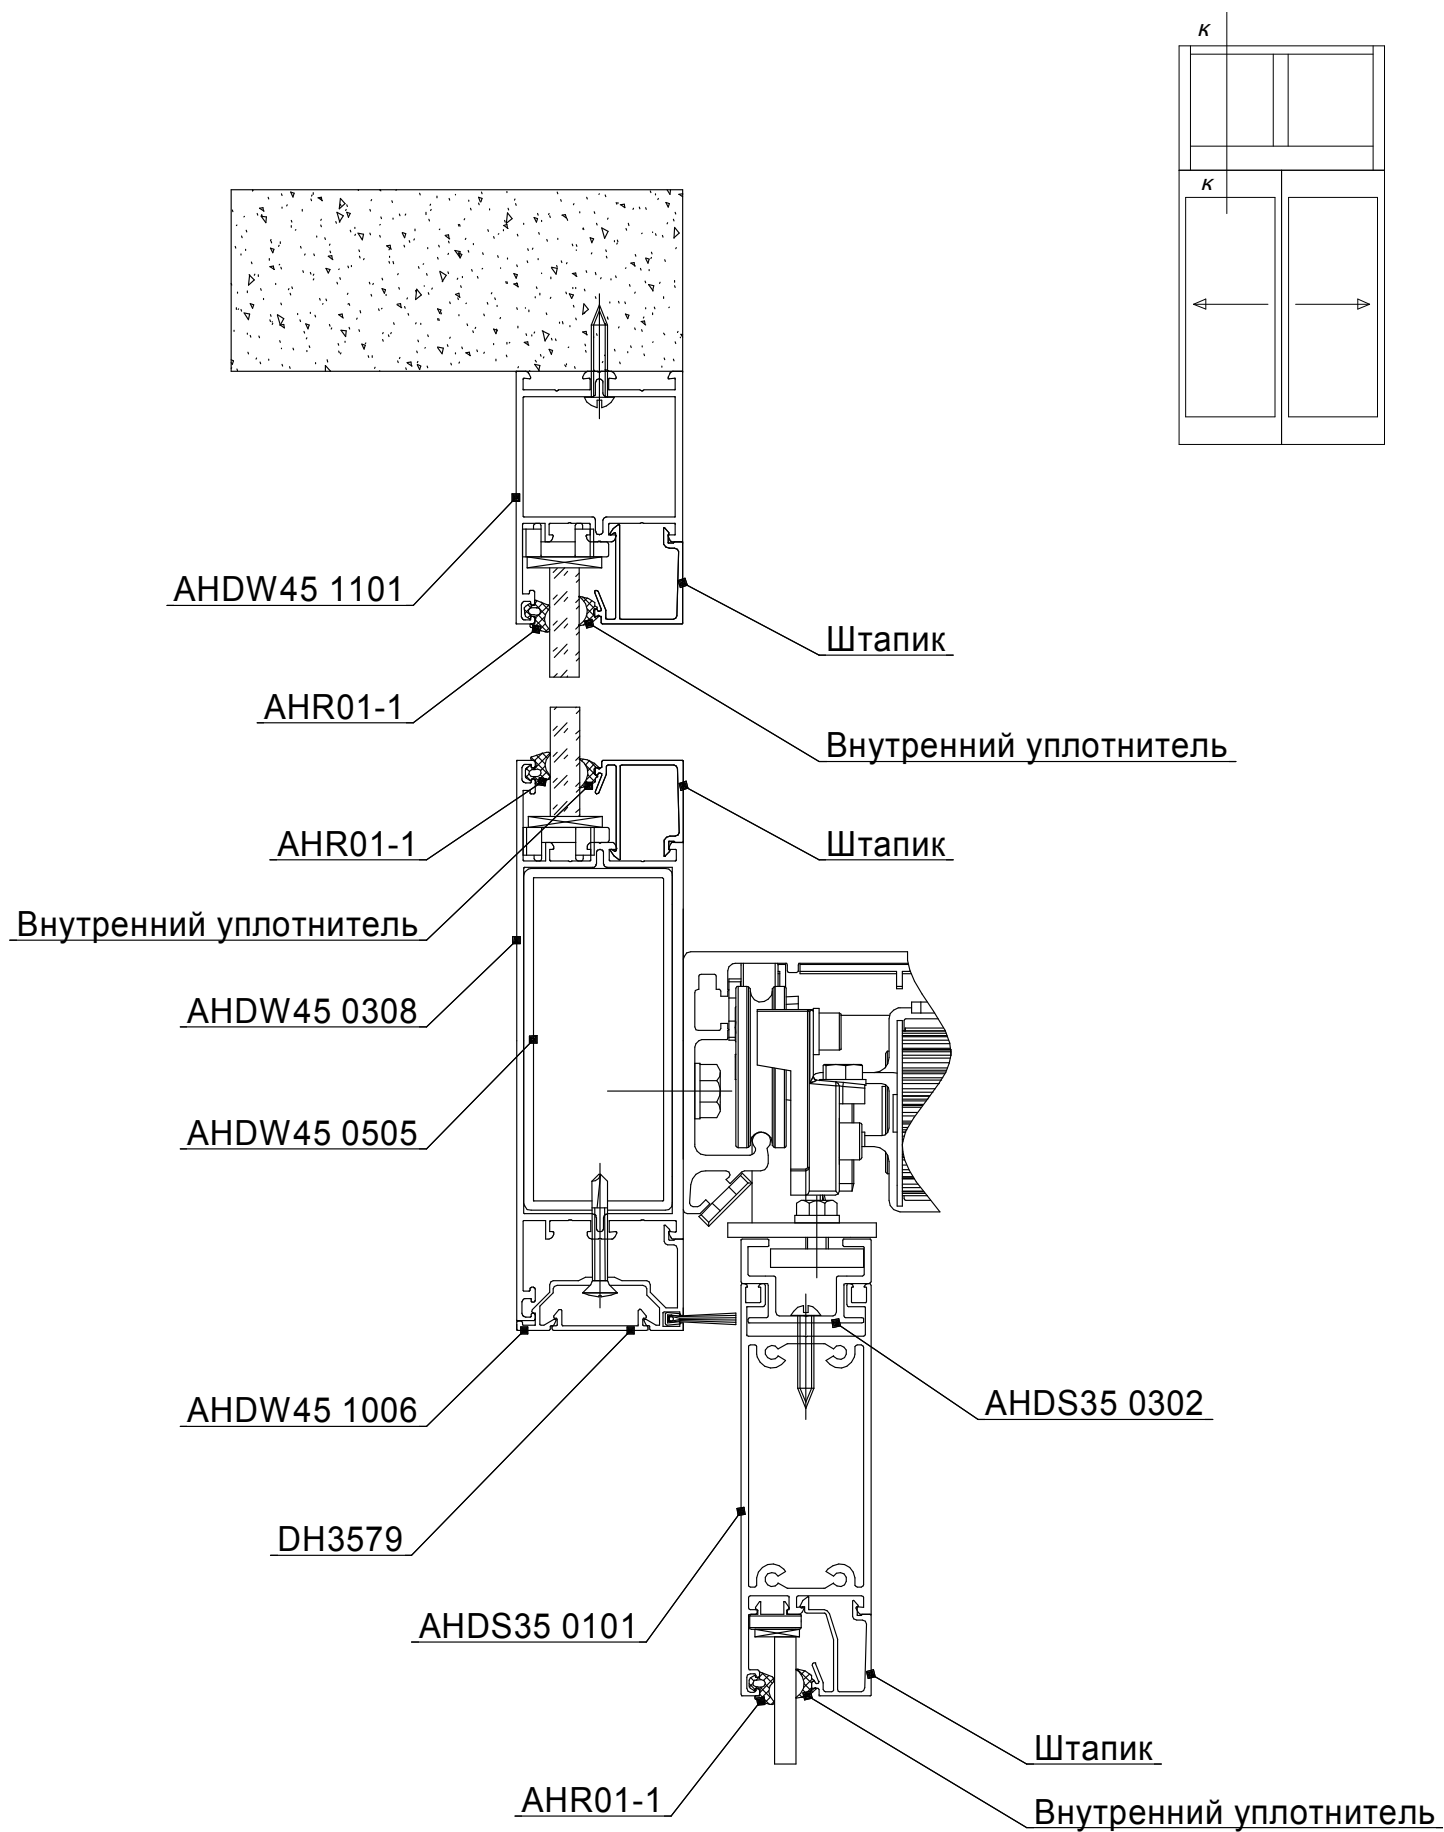 к
к
AHDW45 1101
Штапик
AHR01-1
Внутренний уплотнитель
AHR01-1
Штапик
Внутренний уплотнитель
AHDW45 0308
AHDW45 0505
AHDW45 1006
AHDS35 0302
DH3579
AHDS35 0101
Штапик
AHR01-1
Внутренний уплотнитель